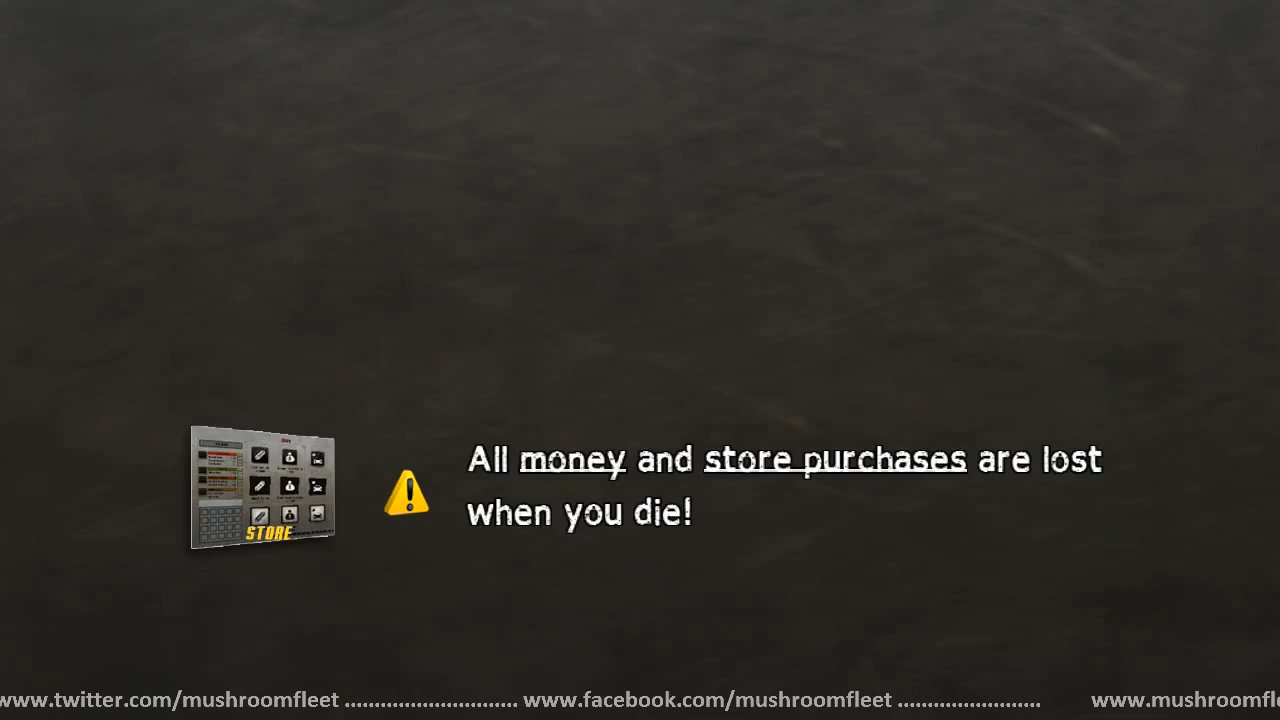 All money and store purchases are lost
when you die!
STORE
www.twitter.com/mushroomfleet ............................... www.facebook.com/mushroomfleet ..........................